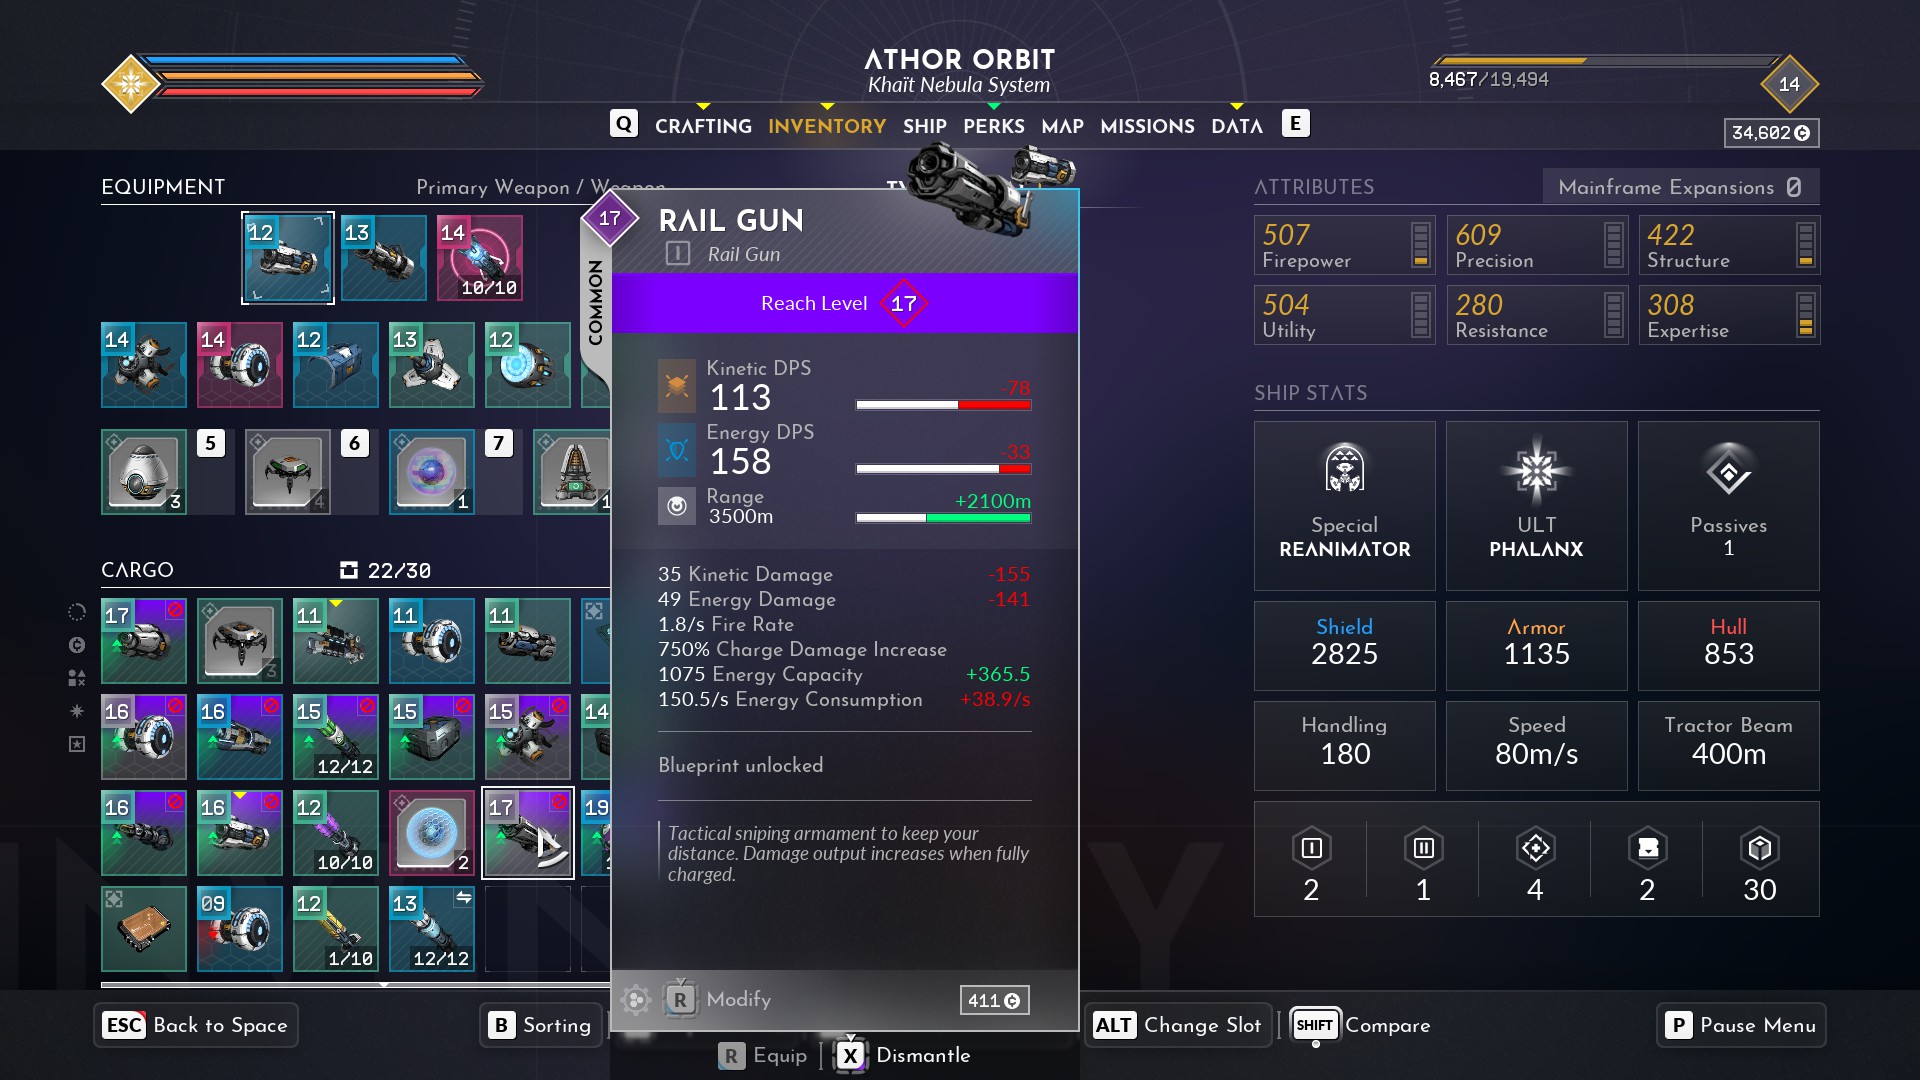 ATHOR ORBIT
Khaït Nebula System
8,467/19,494
14
34,602
Q CRAFTING INVENTORY SHIP PERKS MAP MISSIONS DATA E
EQUIPMENT
Primary Weapon / Weapon
12 13 14
10/10
14 14 12 13 12
5 6 7
3 4 1 1
CARGO
22/30
17 11 11 11
3
16 16 15 15 15 14
12/12
16 16 12 17 19
10/10 2
09 12 13
1/10 12/12
17
RAIL GUN
I Rail Gun
COMMON
Reach Level 17
Kinetic DPS
113 -78
Energy DPS
158 -33
Range
3500m +2100m
35 Kinetic Damage -155
49 Energy Damage -141
1.8/s Fire Rate
750% Charge Damage Increase
1075 Energy Capacity +365.5
150.5/s Energy Consumption +38.9/s
Blueprint unlocked
Tactical sniping armament to keep your
distance. Damage output increases when fully
charged.
R Modify
411
R Equip
X Dismantle
ATTRIBUTES
Mainframe Expansions 0
507 Firepower
609 Precision
422 Structure
504 Utility
280 Resistance
308 Expertise
SHIP STATS
Special
REANIMATOR
ULT
PHALANX
Passives
1
Shield
2825
Armor
1135
Hull
853
Handling
180
Speed
80m/s
Tractor Beam
400m
I II
2 1 4 2 30
ESC Back to Space
B Sorting
ALT Change Slot
SHIFT Compare
P Pause Menu